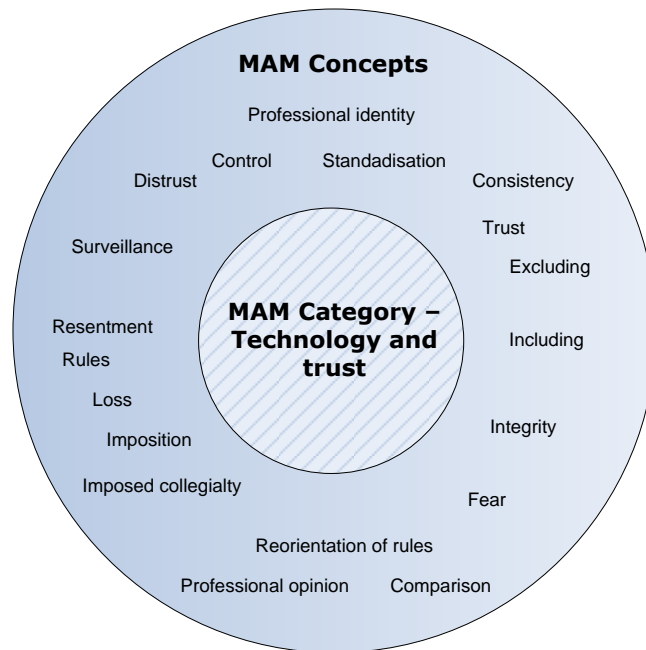 MAM Concepts
Professional identity
Control
Standadisation
Distrust
Consistency
Trust
Surveillance
Excluding
MAM Category –
Technology and
trust
Resentment
Including
Rules
Loss
Integrity
Imposition
Imposed collegialty
Fear
Reorientation of rules
Professional opinion
Comparison